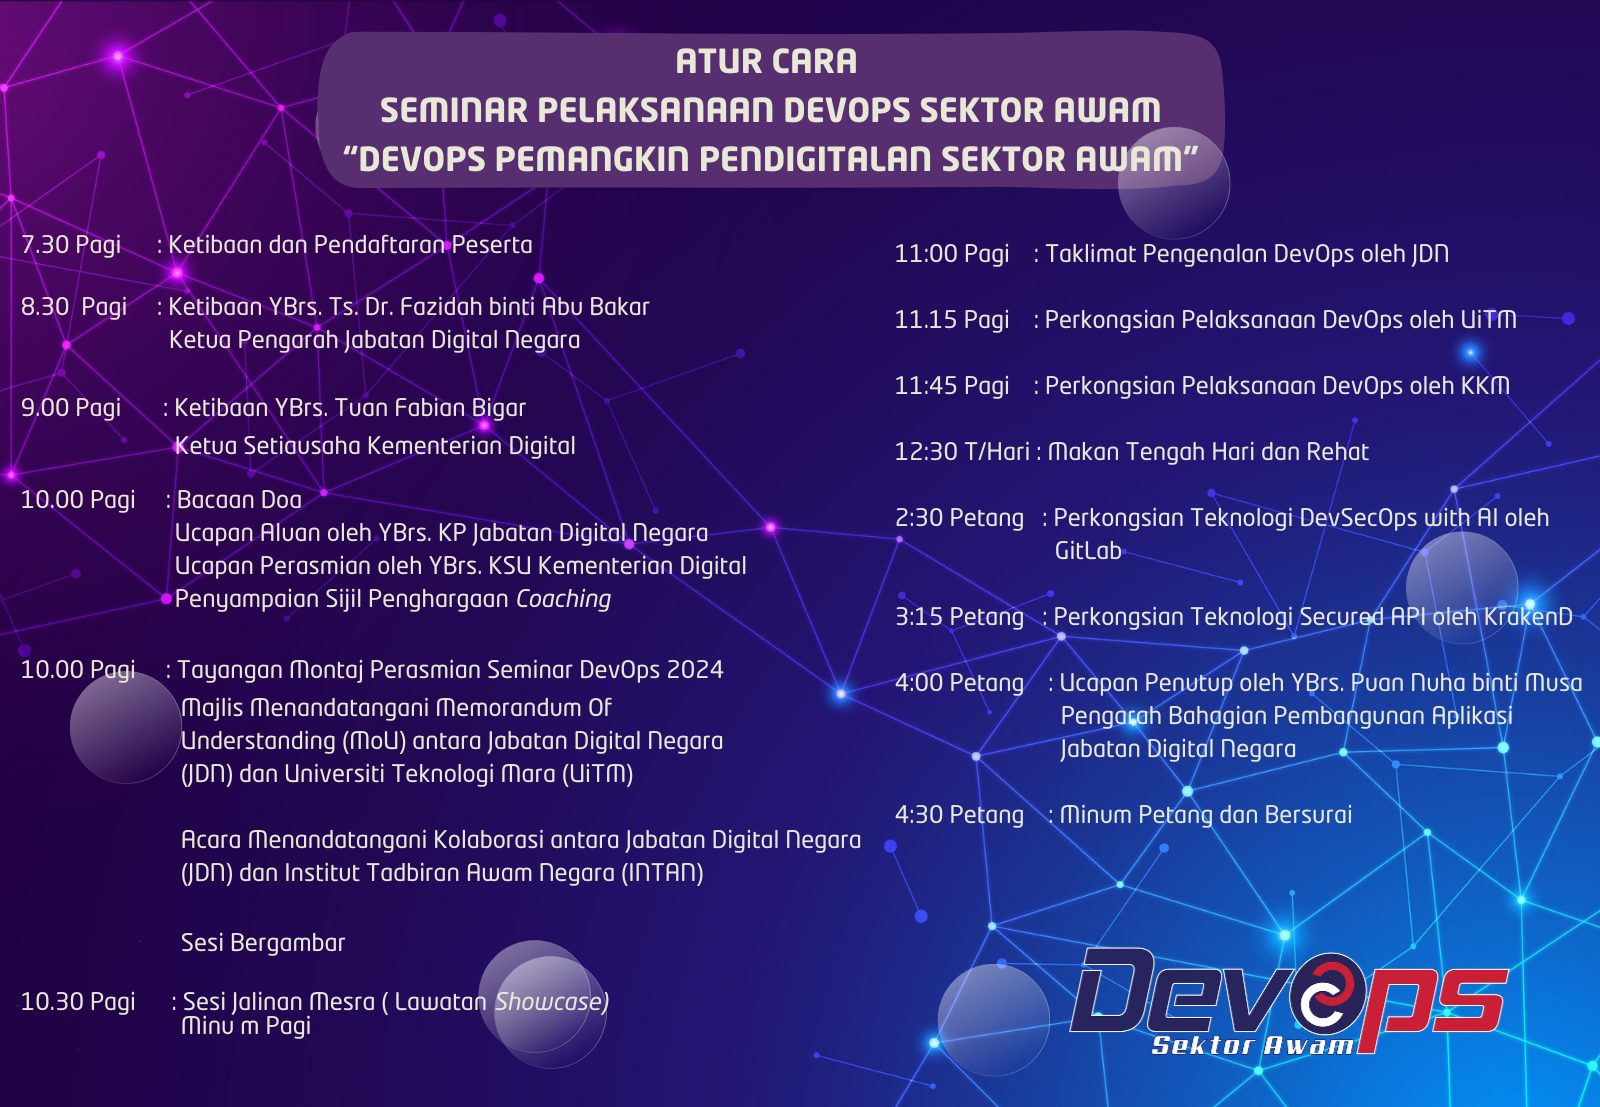 ATUR CARA
SEMINAR PELAKSANAAN DEVOPS SEKTOR AWAM
“DEVOPS PEMANGKIN PENDIGITALAN SEKTOR AWAM”
7.30 Pagi : Ketibaan dan Pendaftaran Peserta
8.30 Pagi : Ketibaan YBrs. Ts. Dr. Fazidah binti Abu Bakar
Ketua Pengarah Jabatan Digital Negara
9.00 Pagi : Ketibaan YBrs. Tuan Fabian Bigar
Ketua Setiausaha Kementerian Digital
10.00 Pagi : Bacaan Doa
Ucapan Aluan oleh YBrs. KP Jabatan Digital Negara
Ucapan Perasmian oleh YBrs. KSU Kementerian Digital
Penyampaian Sijil Penghargaan Coaching
10.00 Pagi : Tayangan Montaj Perasmian Seminar DevOps 2024
Majlis Menandatangani Memorandum Of
Understanding (MoU) antara Jabatan Digital Negara
(JDN) dan Universiti Teknologi Mara (UiTM)
Acara Menandatangani Kolaborasi antara Jabatan Digital Negara
(JDN) dan Institut Tadbiran Awam Negara (INTAN)
Sesi Bergambar
10.30 Pagi : Sesi Jalinan Mesra ( Lawatan Showcase)
Minu m Pagi
11:00 Pagi : Taklimat Pengenalan DevOps oleh JDN
11.15 Pagi : Perkongsian Pelaksanaan DevOps oleh UiTM
11:45 Pagi : Perkongsian Pelaksanaan DevOps oleh KKM
12:30 T/Hari : Makan Tengah Hari dan Rehat
2:30 Petang : Perkongsian Teknologi DevSecOps with AI oleh
GitLab
3:15 Petang : Perkongsian Teknologi Secured API oleh KrakenD
4:00 Petang : Ucapan Penutup oleh YBrs. Puan Nuha binti Musa
Pengarah Bahagian Pembangunan Aplikasi
Jabatan Digital Negara
4:30 Petang : Minum Petang dan Bersurai
DevOps
Sektor Awam